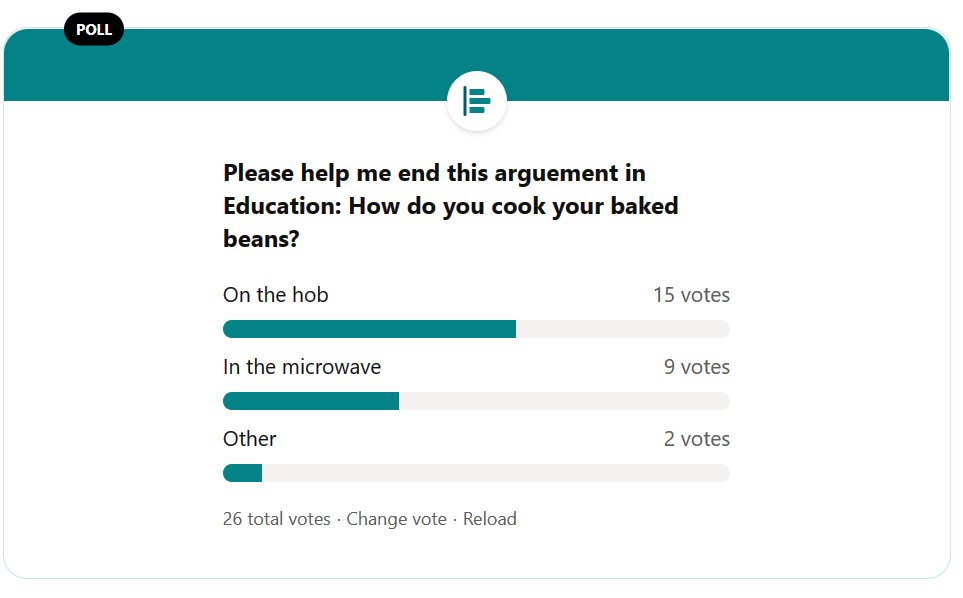 POLL
Please help me end this arguement in
Education: How do you cook your baked
beans?
On the hob 15 votes
In the microwave 9 votes
Other 2 votes
26 total votes · Change vote · Reload